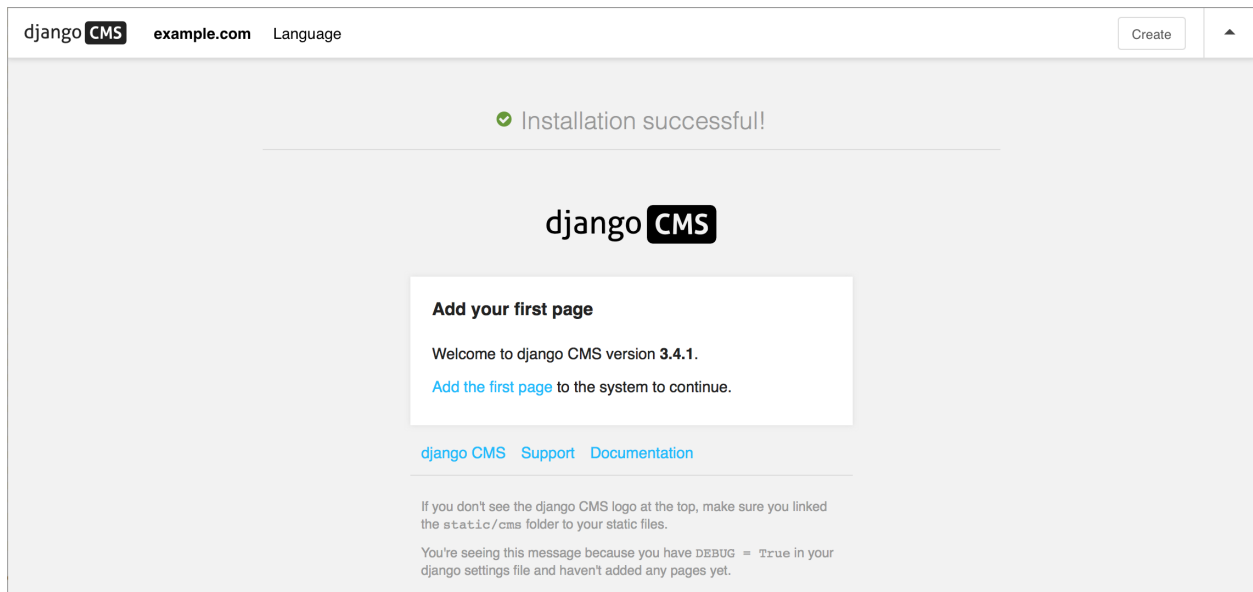 django CMS example.com Language Create
Installation successful!
django CMS
Add your first page
Welcome to django CMS version 3.4.1.
Add the first page to the system to continue.
django CMS Support Documentation
If you don't see the django CMS logo at the top, make sure you linked
the static/cms folder to your static files.
You're seeing this message because you have DEBUG = True in your
django settings file and haven't added any pages yet.